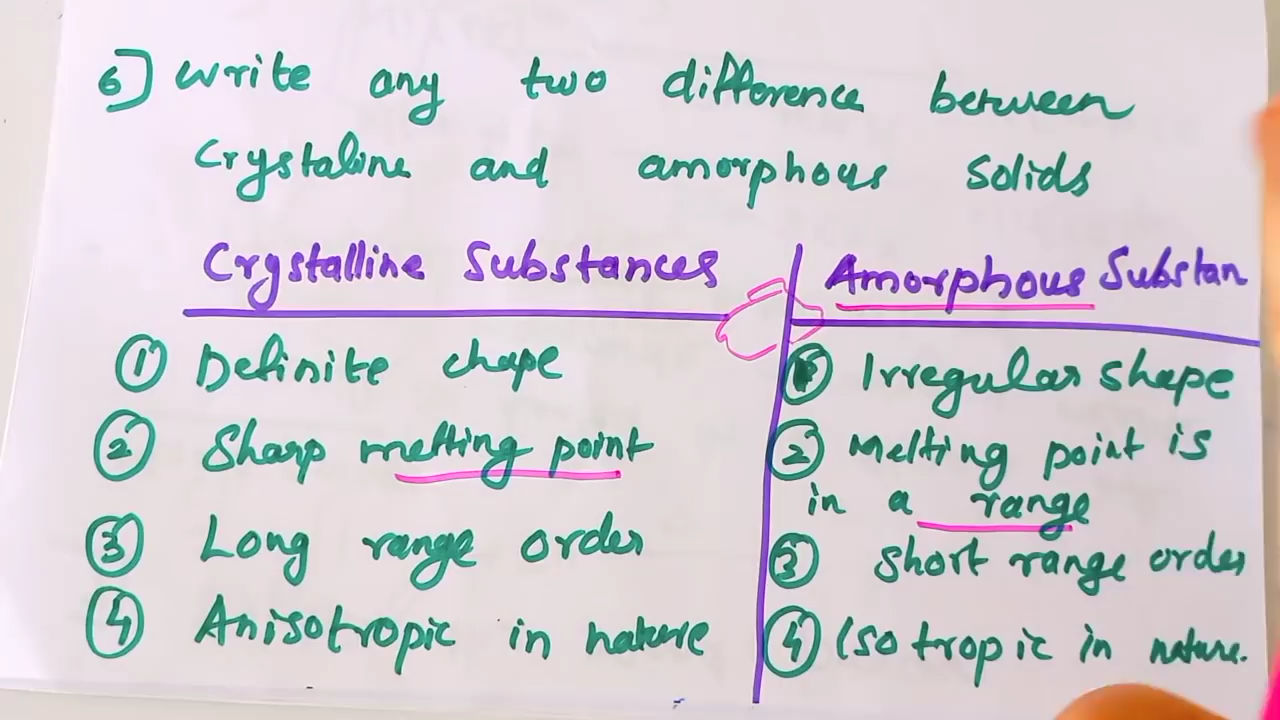 6] Write any two difference between
Crystaline and amorphous Solids
Crystalline Substances
① Definite chape
② Sharp melting point
③ Long range order
④ Anisotropic in nature
Amorphous Substan
① Irregular shape
② Melting point is
in a range
③ Short range order
④ Isotropic in nature.